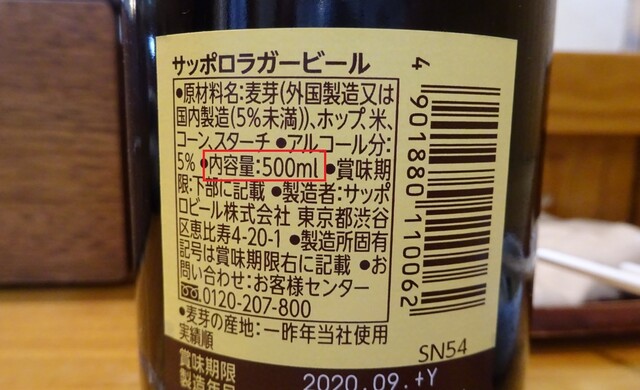 サッポロラガービール
●原材料名:麦芽(外国製造又は
国内製造(5%未満))、ホップ、米、
コーン、スターチ ●アルコール分:
5% ●内容量:500ml ●賞味期
限:下部に記載 ●製造者:サッポ
ロビール株式会社 東京都渋谷
区恵比寿4-20-1 ●製造所固有
記号は賞味期限右に記載 ●お
問い合わせ:お客様センター
0120-207-800
●麦芽の産地:一昨年当社使用
実績順
4 901880 110062
SN54
賞味期限
製造年月
2020.09.+Y